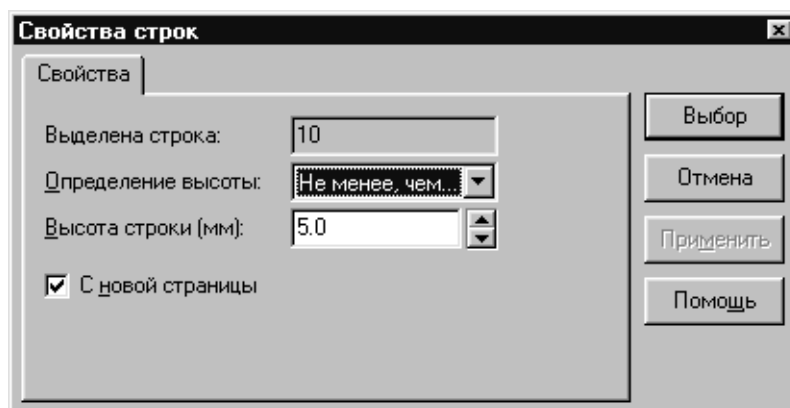 Свойства строк
Свойства
Выделена строка:
10
Определение высоты:
Не менее, чем...
Высота строки (мм):
5.0
С новой страницы
Выбор
Отмена
Применить
Помощь